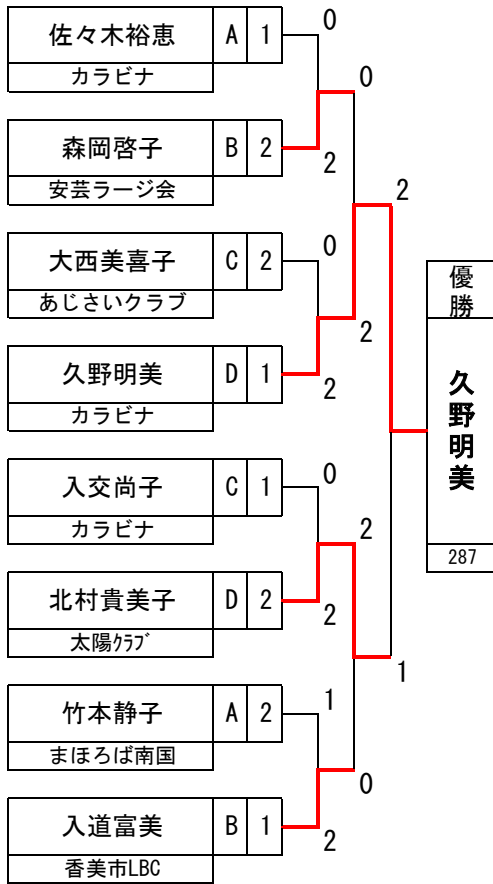 佐々木裕恵 A 1
カラビナ
0
0
森岡啓子 B 2
安芸ラージ会
2
2
大西美喜子 C 2
あじさいクラブ
0
2
久野明美 D 1
カラビナ
2
優勝
久野明美
287
入交尚子 C 1
カラビナ
0
2
北村貴美子 D 2
太陽クラブ
2
1
竹本静子 A 2
まほろば南国
1
0
入道富美 B 1
香美市LBC
2